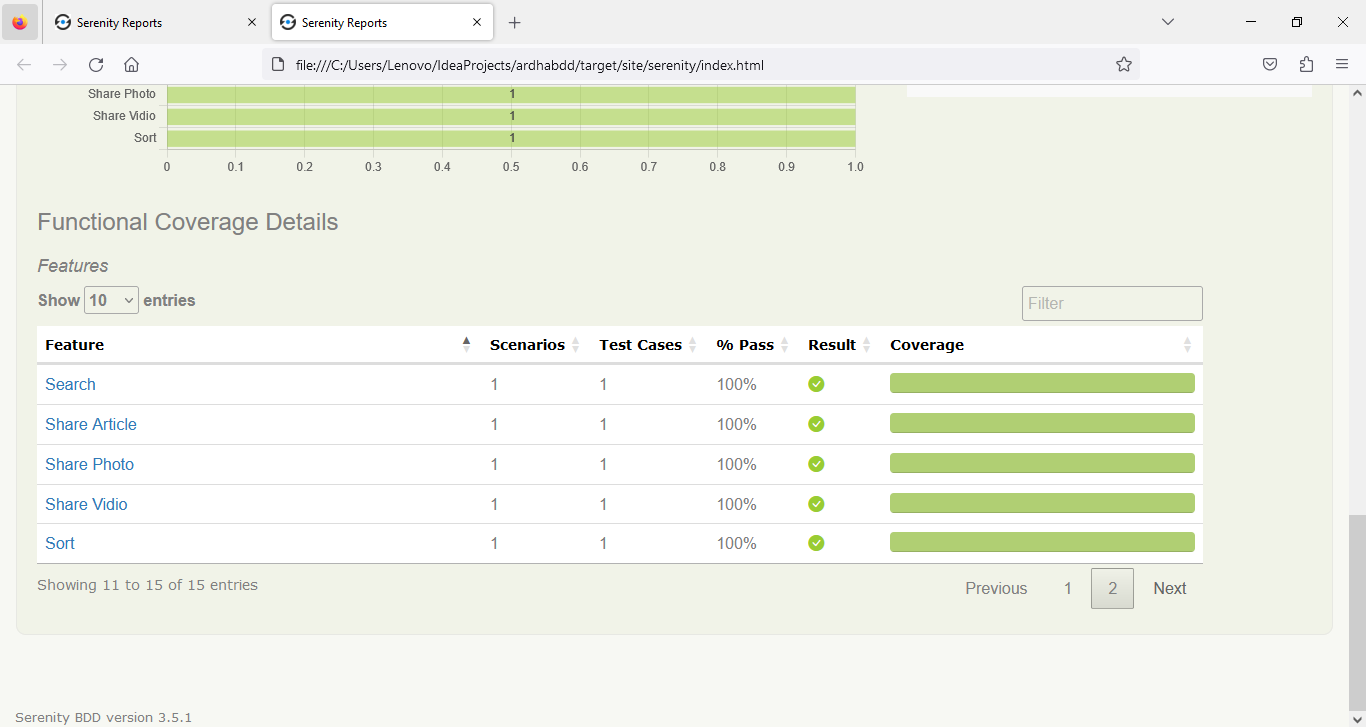 Serenity Reports
Serenity Reports
file:///C:/Users/Lenovo/IdeaProjects/ardhabdd/target/site/serenity/index.html
Share Photo 1
Share Vidio 1
Sort 1
0 0.1 0.2 0.3 0.4 0.5 0.6 0.7 0.8 0.9 1.0
Functional Coverage Details
Features
Show 10 entries
Filter
Feature Scenarios Test Cases % Pass Result Coverage
Search 1 1 100%
Share Article 1 1 100%
Share Photo 1 1 100%
Share Vidio 1 1 100%
Sort 1 1 100%
Showing 11 to 15 of 15 entries
Previous 1 2 Next
Serenity BDD version 3.5.1